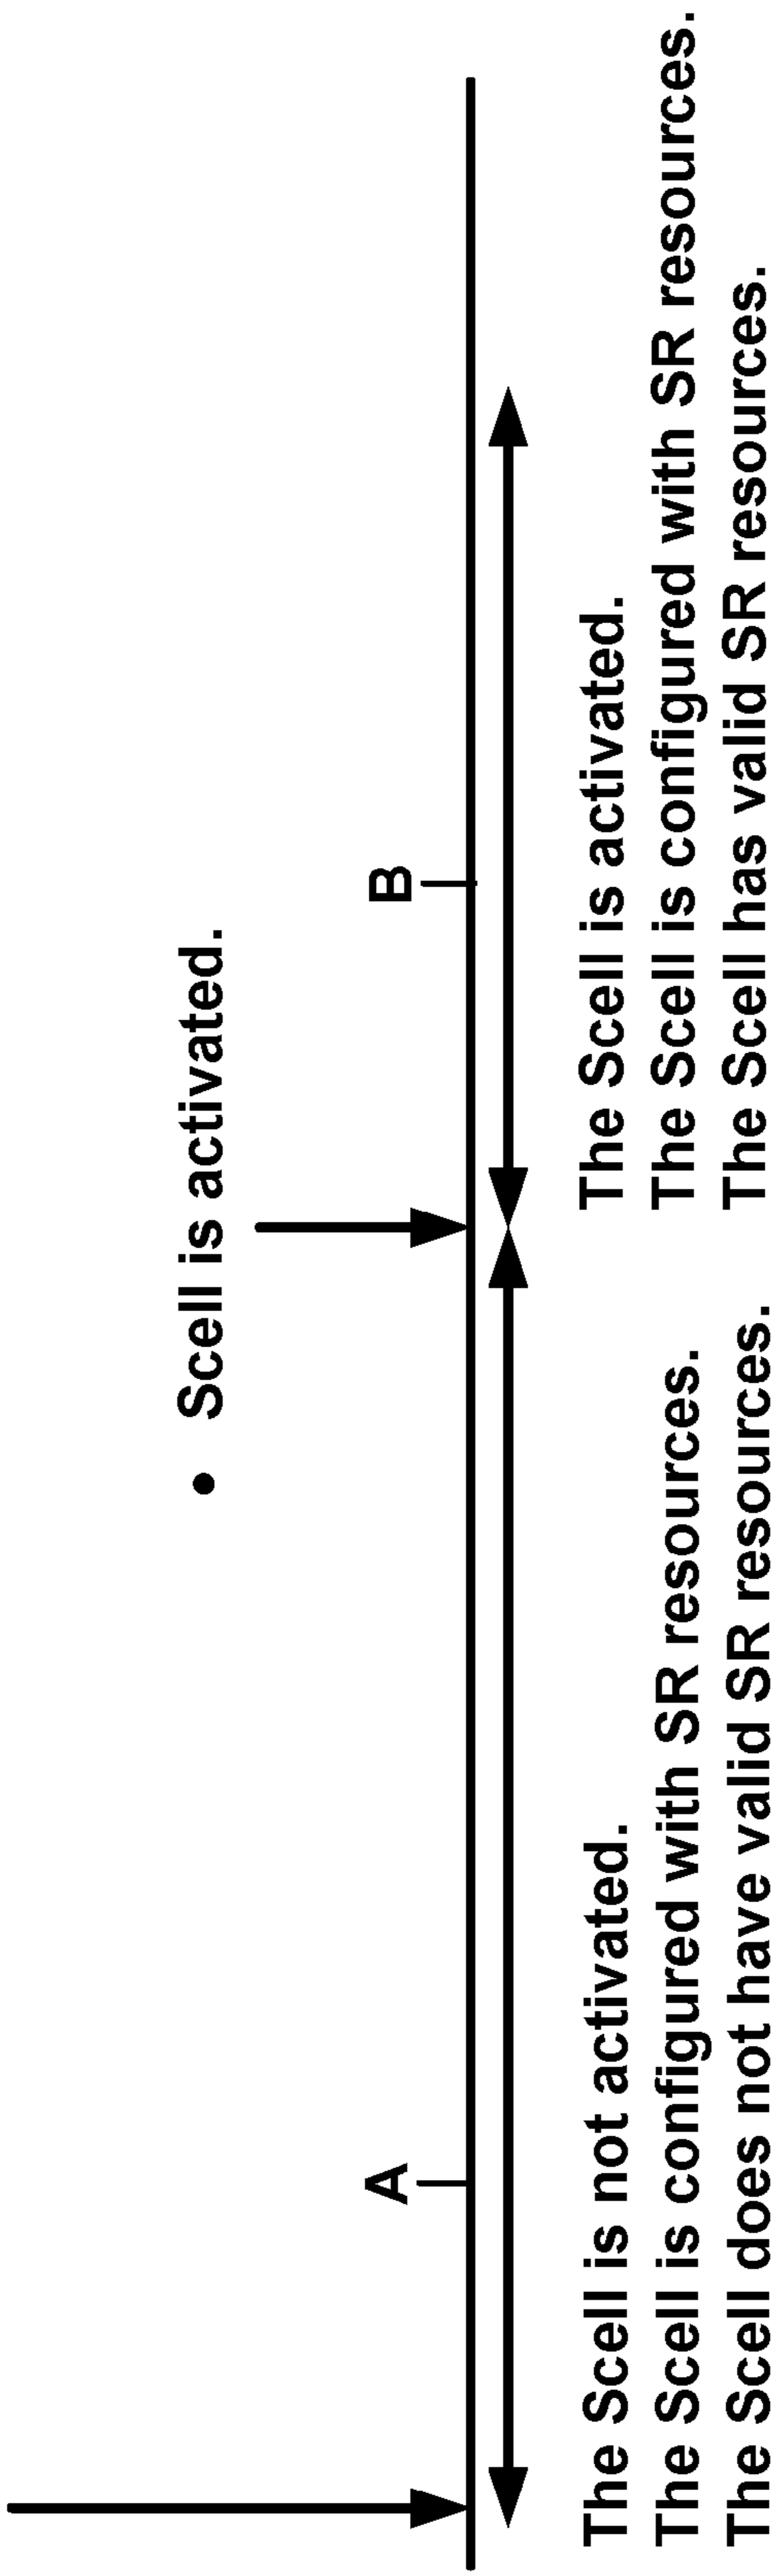 • Scell is activated.
A
B
The Scell is not activated.
The Scell is configured with SR resources.
The Scell does not have valid SR resources.
The Scell is activated.
The Scell is configured with SR resources.
The Scell has valid SR resources.